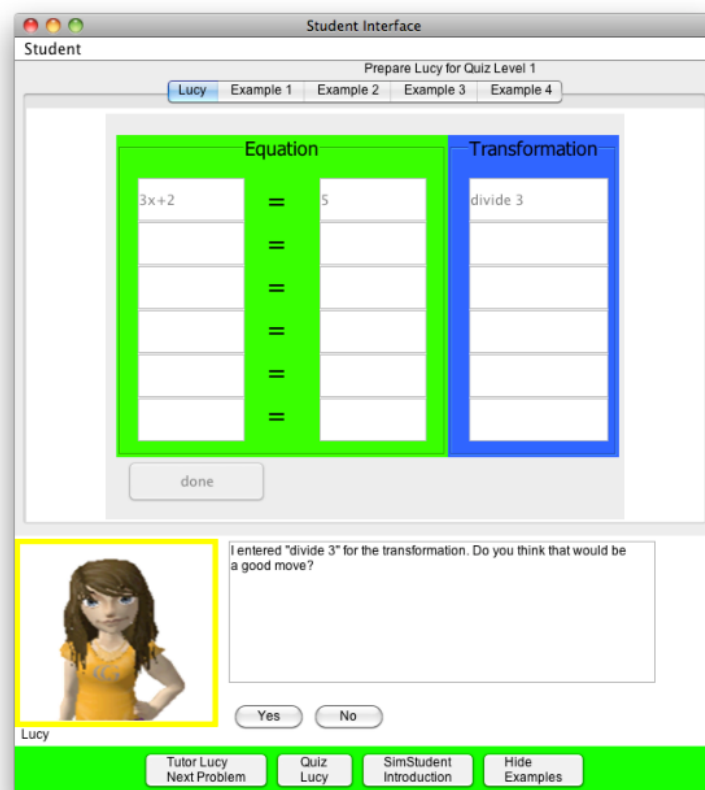 Student Interface
Student
Prepare Lucy for Quiz Level 1
Lucy Example 1 Example 2 Example 3 Example 4
Equation Transformation
3x+2 = 5 divide 3
=
=
=
=
=
done
I entered "divide 3" for the transformation. Do you think that would be
a good move?
Yes No
Lucy
Tutor Lucy
Next Problem
Quiz
Lucy
SimStudent
Introduction
Hide
Examples